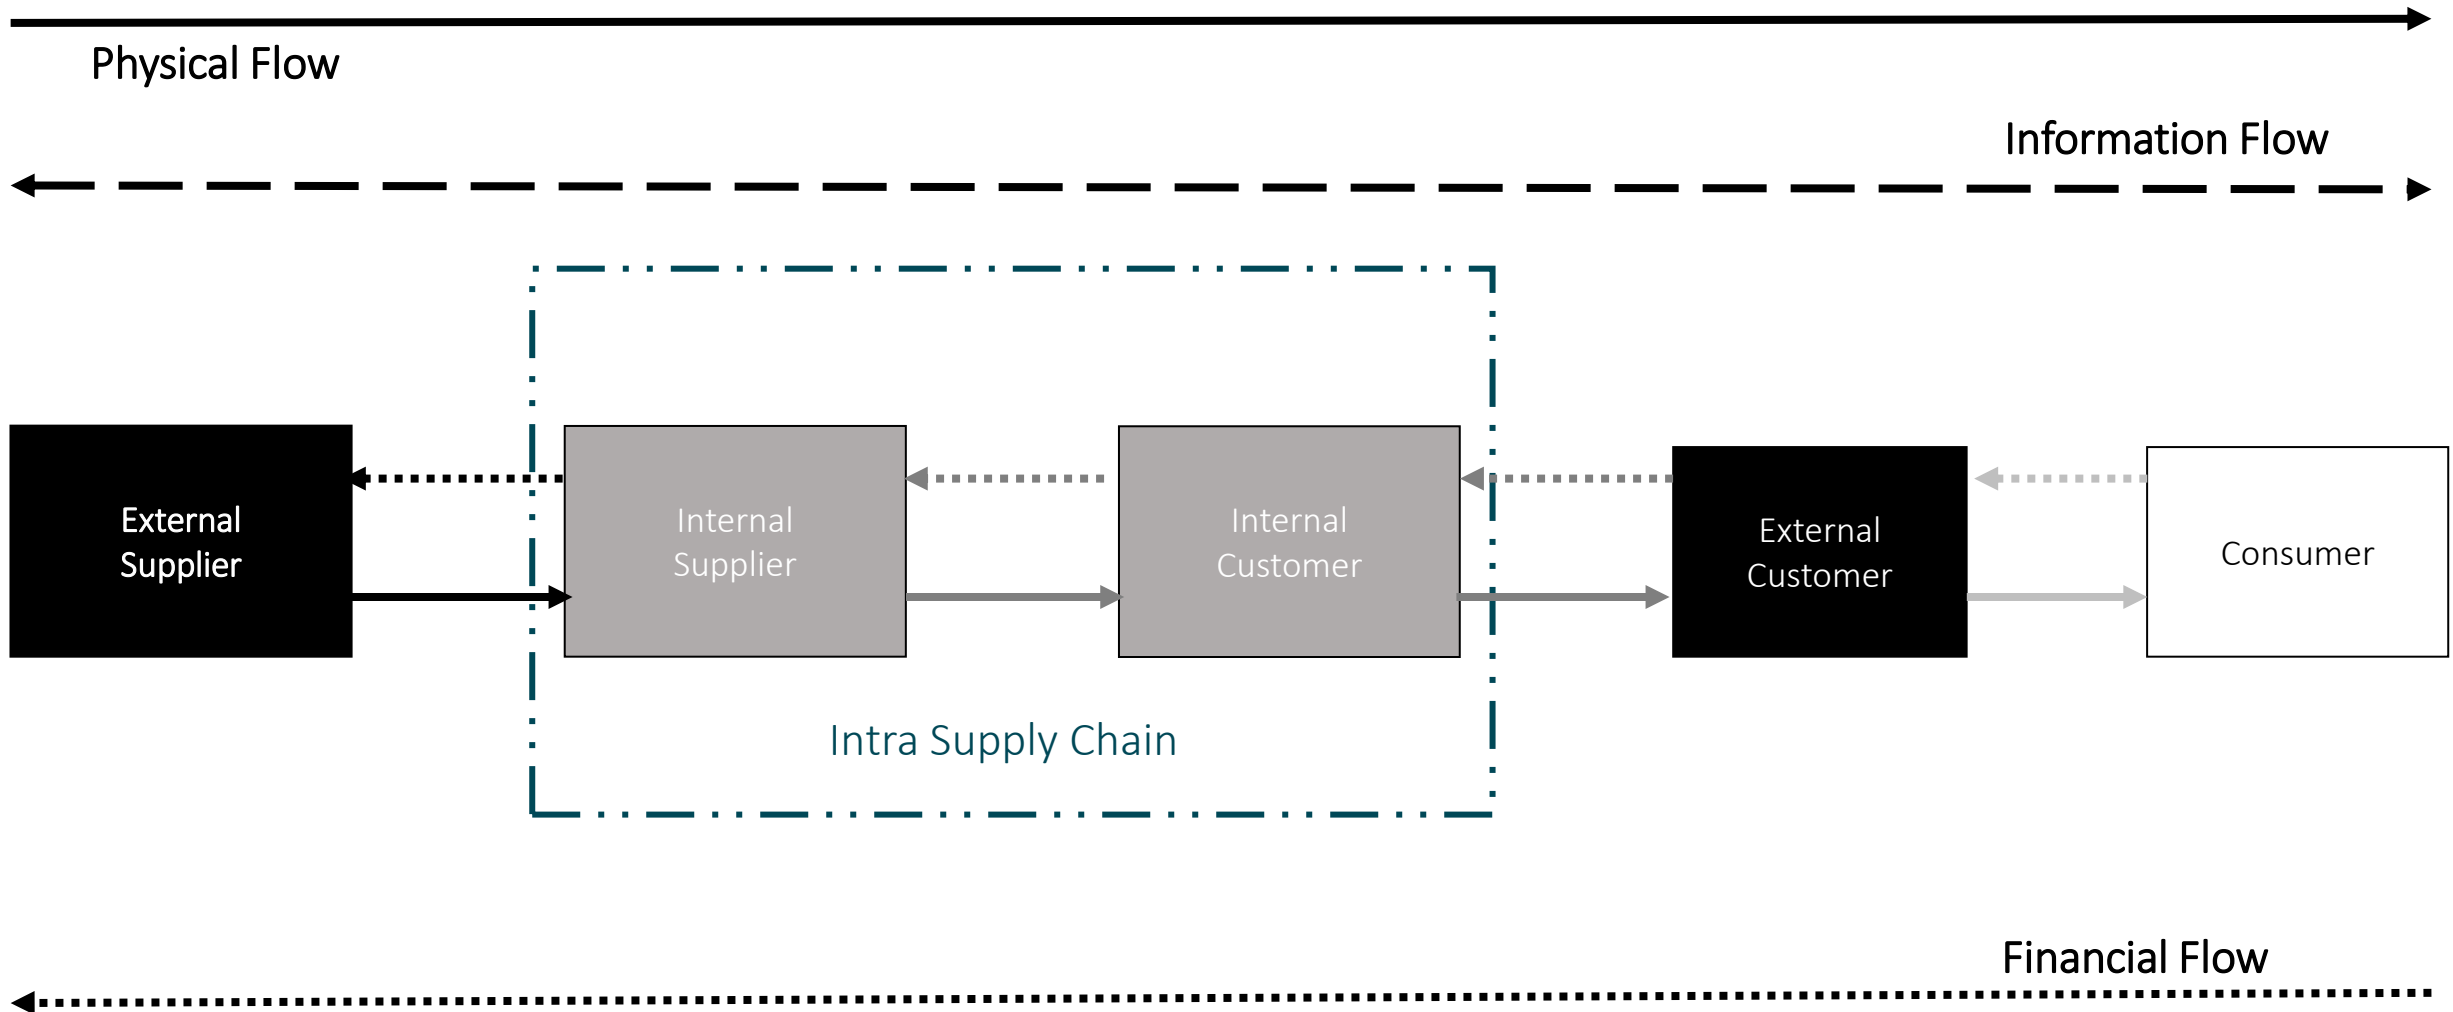 Physical Flow
Information Flow
External
Supplier
Internal
Supplier
Internal
Customer
External
Customer
Consumer
Intra Supply Chain
Financial Flow